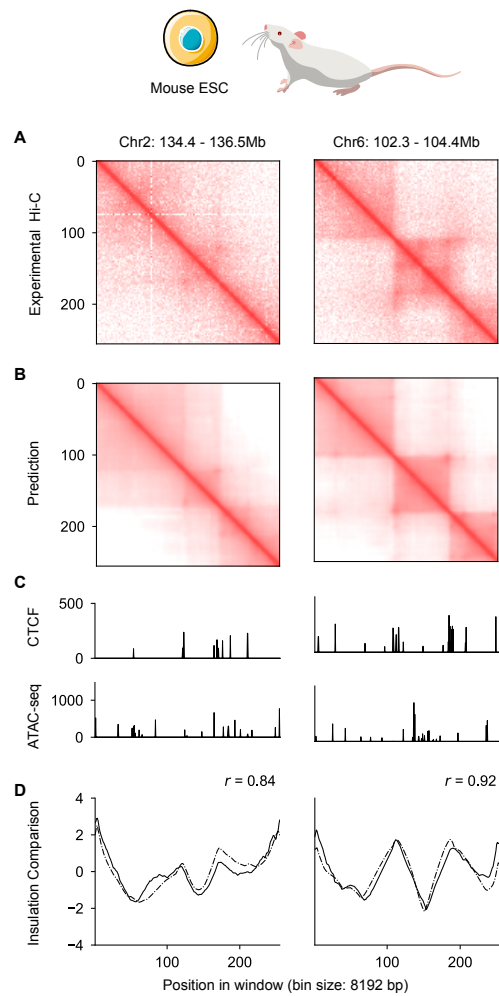 Mouse ESC
A
Chr2: 134.4 - 136.5Mb
Chr6: 102.3 - 104.4Mb
Experimental Hi-C
0
100
200
B
Prediction
0
100
200
C
CTCF
500
0
ATAC-seq
1000
0
D
r = 0.84
r = 0.92
Insulation Comparison
4
2
0
−2
−4
100
200
100
200
Position in window (bin size: 8192 bp)